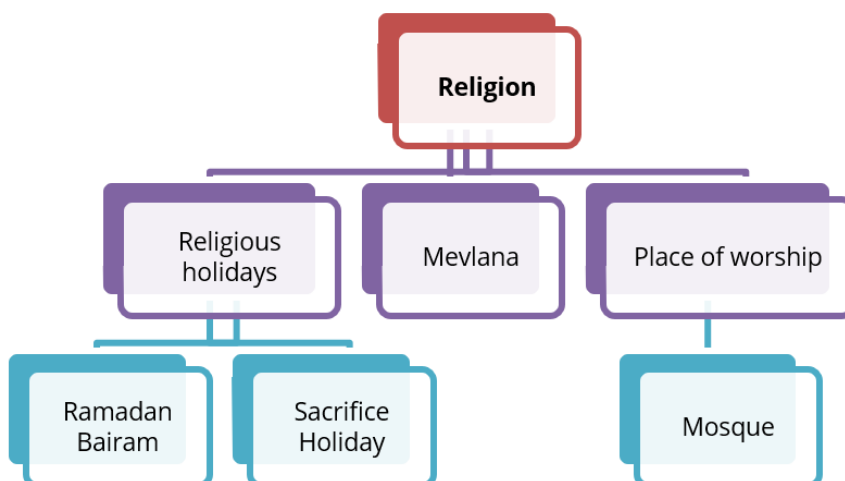 Religion
Religious
holidays
Mevlana
Place of worship
Ramadan
Bairam
Sacrifice
Holiday
Mosque